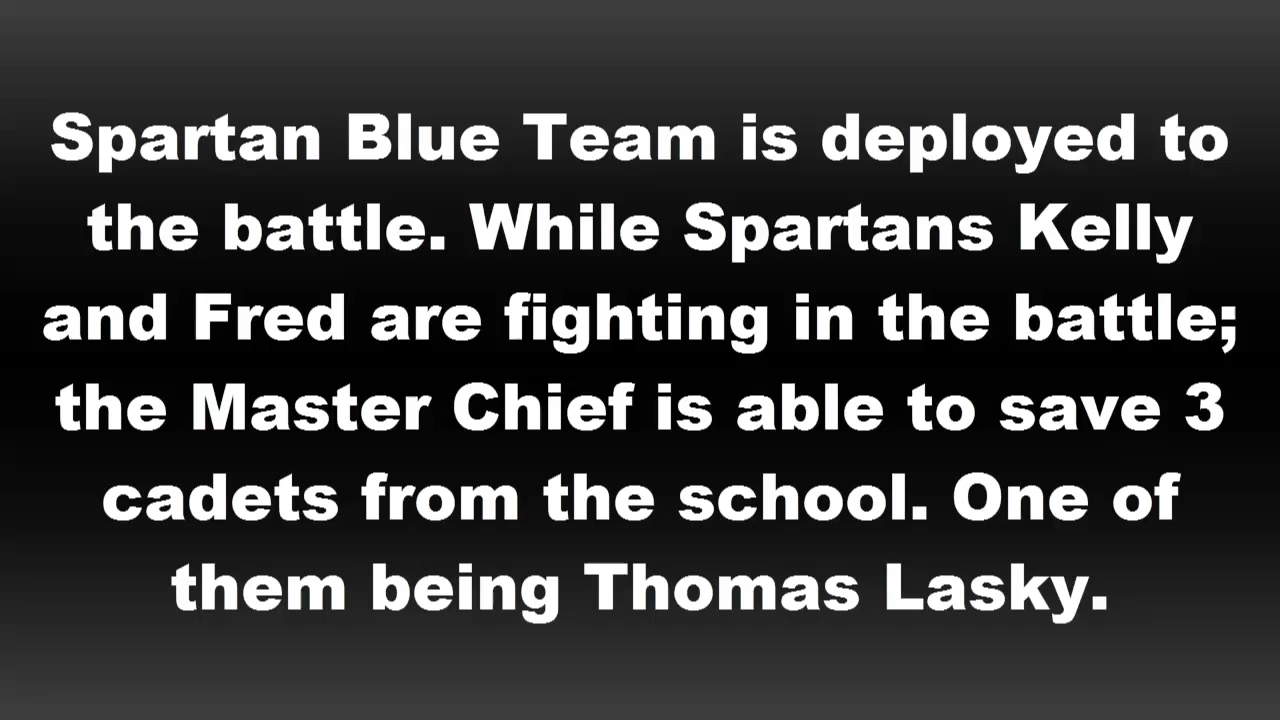 Spartan Blue Team is deployed to
the battle. While Spartans Kelly
and Fred are fighting in the battle;
the Master Chief is able to save 3
cadets from the school. One of
them being Thomas Lasky.